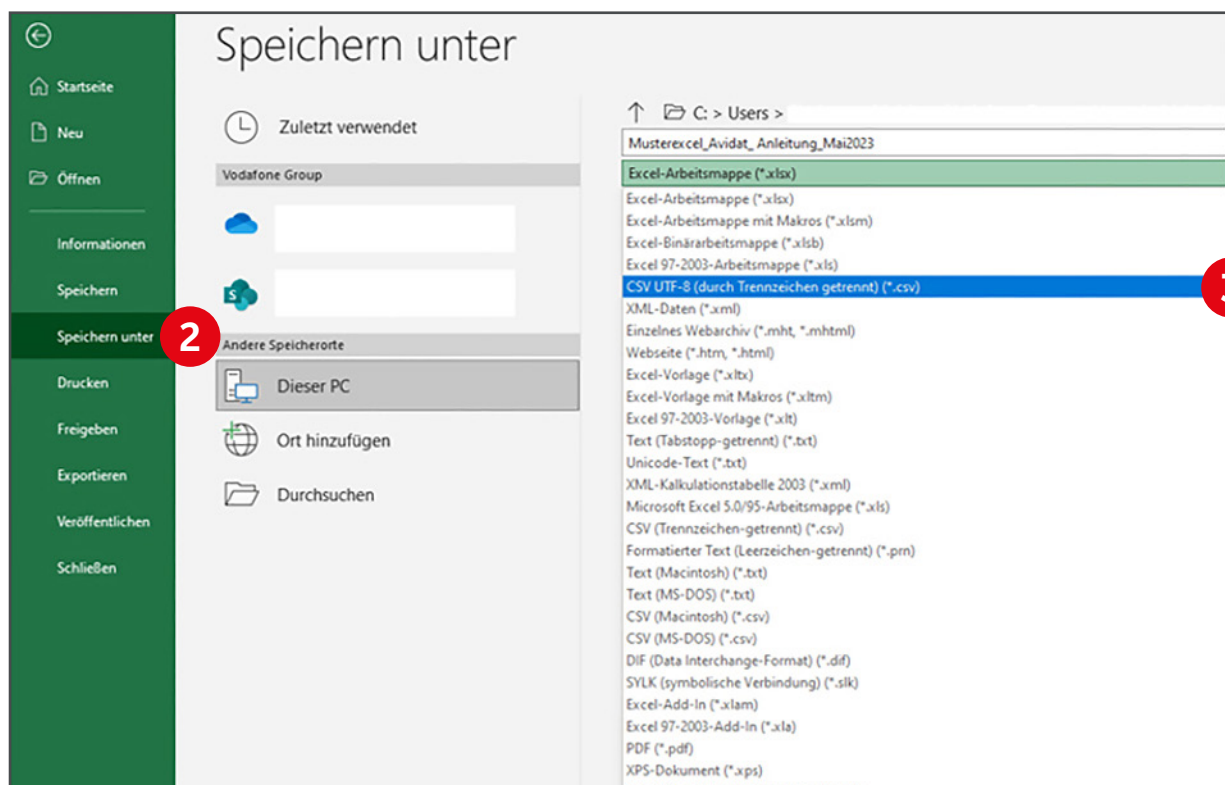 Speichern unter
Startseite
Neu
Öffnen
Informationen
Speichern
Speichern unter
2
Drucken
Freigeben
Exportieren
Veröffentlichen
Schließen
Zuletzt verwendet
Vodafone Group
S
Andere Speicherorte
Dieser PC
Ort hinzufügen
Durchsuchen
C: > Users >
Musterexcel_Avidat_ Anleitung_Mai2023
Excel-Arbeitsmappe (*.xlsx)
Excel-Arbeitsmappe (*.xlsx)
Excel-Arbeitsmappe mit Makros (*.xlsm)
Excel-Binärarbeitsmappe (*.xlsb)
Excel 97-2003-Arbeitsmappe (*.xls)
CSV UTF-8 (durch Trennzeichen getrennt) (*.csv)
XML-Daten (*.xml)
Einzelnes Webarchiv (*.mht, *.mhtml)
Webseite (*.htm, *.html)
Excel-Vorlage (*.xltx)
Excel-Vorlage mit Makros (*.xltm)
Excel 97-2003-Vorlage (*.xlt)
Text (Tabstopp-getrennt) (*.txt)
Unicode-Text (*.txt)
XML-Kalkulationstabelle 2003 (*.xml)
Microsoft Excel 5.0/95-Arbeitsmappe (*.xls)
CSV (Trennzeichen-getrennt) (*.csv)
Formatierter Text (Leerzeichen-getrennt) (*.prn)
Text (Macintosh) (*.txt)
Text (MS-DOS) (*.txt)
CSV (Macintosh) (*.csv)
CSV (MS-DOS) (*.csv)
DIF (Data Interchange-Format) (*.dif)
SYLK (symbolische Verbindung) (*.slk)
Excel-Add-In (*.xlam)
Excel 97-2003-Add-In (*.xla)
PDF (*.pdf)
XPS-Dokument (*.xps)